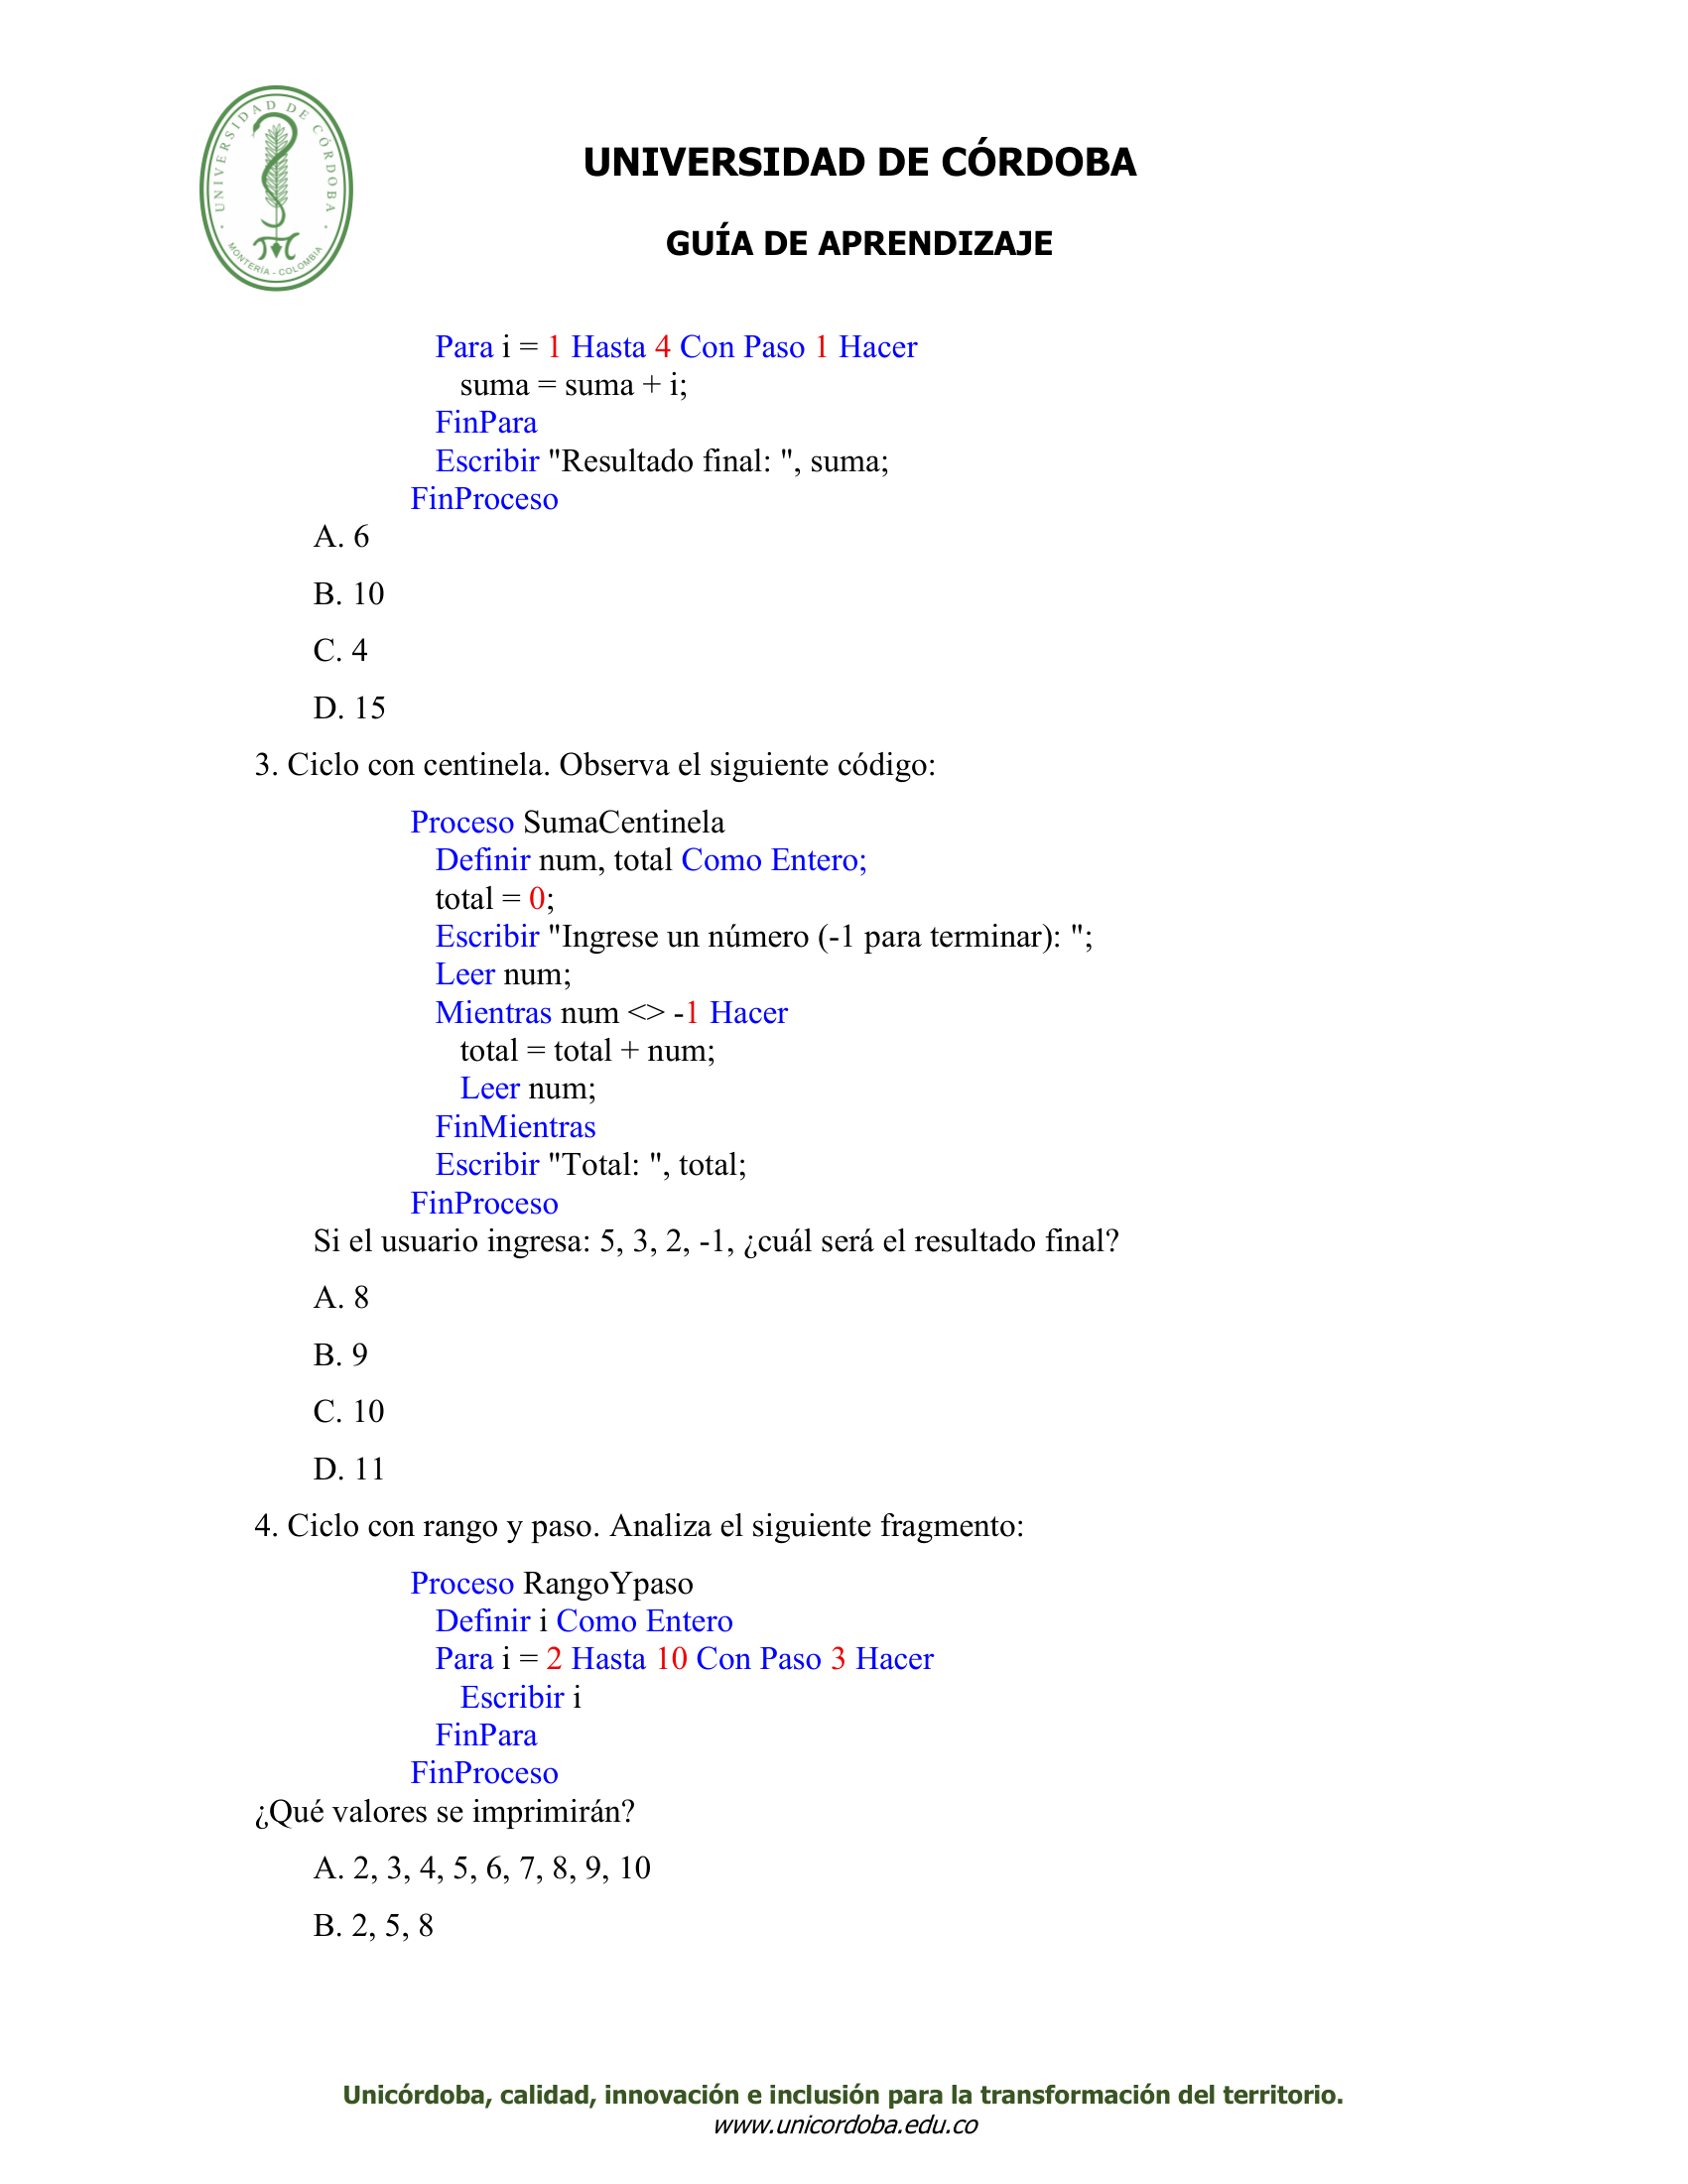 UNIVERSIDAD DE CÓRDOBA
MONTERÍA - COLOMBIA
UNIVERSIDAD DE CÓRDOBA
GUÍA DE APRENDIZAJE
Para i = 1 Hasta 4 Con Paso 1 Hacer
suma = suma + i;
FinPara
Escribir "Resultado final: ", suma;
FinProceso
A. 6
B. 10
C. 4
D. 15
3. Ciclo con centinela. Observa el siguiente código:
Proceso SumaCentinela
Definir num, total Como Entero;
total = 0;
Escribir "Ingrese un número (-1 para terminar): ";
Leer num;
Mientras num <> -1 Hacer
total = total + num;
Leer num;
FinMientras
Escribir "Total: ", total;
FinProceso
Si el usuario ingresa: 5, 3, 2, -1, ¿cuál será el resultado final?
A. 8
B. 9
C. 10
D. 11
4. Ciclo con rango y paso. Analiza el siguiente fragmento:
Proceso RangoYpaso
Definir i Como Entero
Para i = 2 Hasta 10 Con Paso 3 Hacer
Escribir i
FinPara
FinProceso
¿Qué valores se imprimirán?
A. 2, 3, 4, 5, 6, 7, 8, 9, 10
B. 2, 5, 8
Unicórdoba, calidad, innovación e inclusión para la transformación del territorio.
www.unicordoba.edu.co